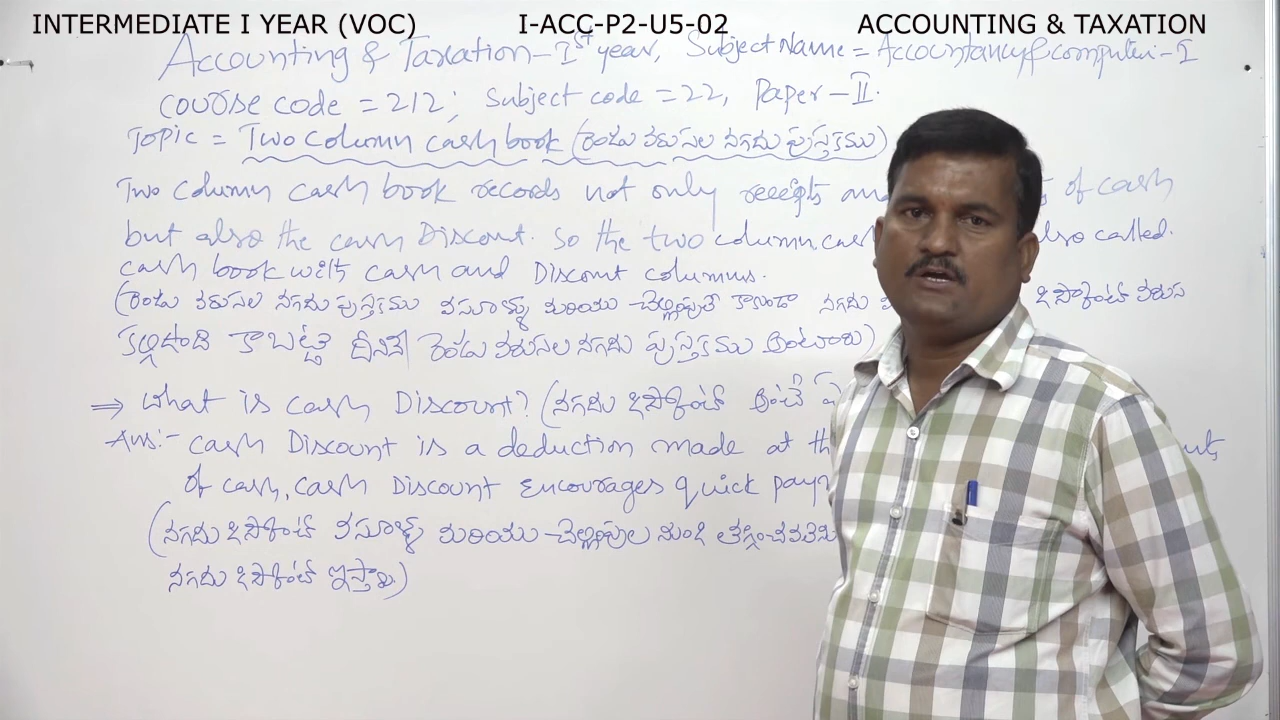 INTERMEDIATE I YEAR (VOC) I-ACC-P2-U5-02 ACCOUNTING & TAXATION
Accounting & Taxation-Ist year, Subject Name = Accountancy & computer-I
COURSE CODE = 212; Subject code = 22, Paper-II.
Topic = Two column cash book (రెండు వరుసల నగదు పుస్తకము)
Two column cash book records not only receipts of cash
but also the cash Discount. So the two column cash also called.
cash book with cash and Discount columns.
(రెండు వరుసల నగదు పుస్తకము వసూళ్ళు మరియు చెల్లింపులే కాకుండా నగదు డిస్కౌంట్ వరుస
కల్గిఉంది కాబట్టి దీనినే రెండు వరుసల నగదు పుస్తకము అంటారు)
⇒ What is cash Discount? (నగదు డిస్కౌంట్ అంటే
Ans:- cash Discount is a deduction made at
of cash, cash Discount encourages quick
(నగదు డిస్కౌంట్ వసూళ్ళు మరియు చెల్లింపుల నుండి
నగదు డిస్కౌంట్ ఇస్తారు)